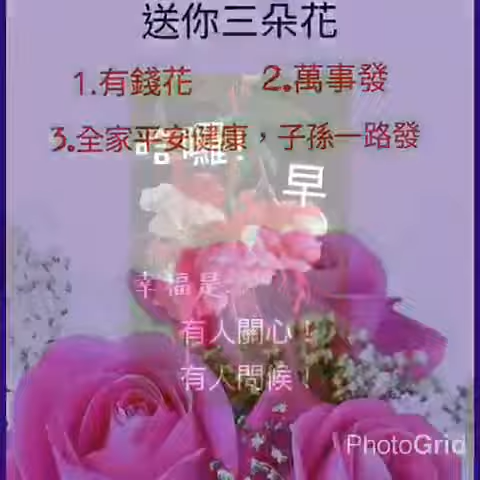 送你三朵花
1.有錢花 2.萬事發
3.全家平安健康，子孫一路發
哈囉!
早
幸福是...
有人關心!
有人問候!
PhotoGrid